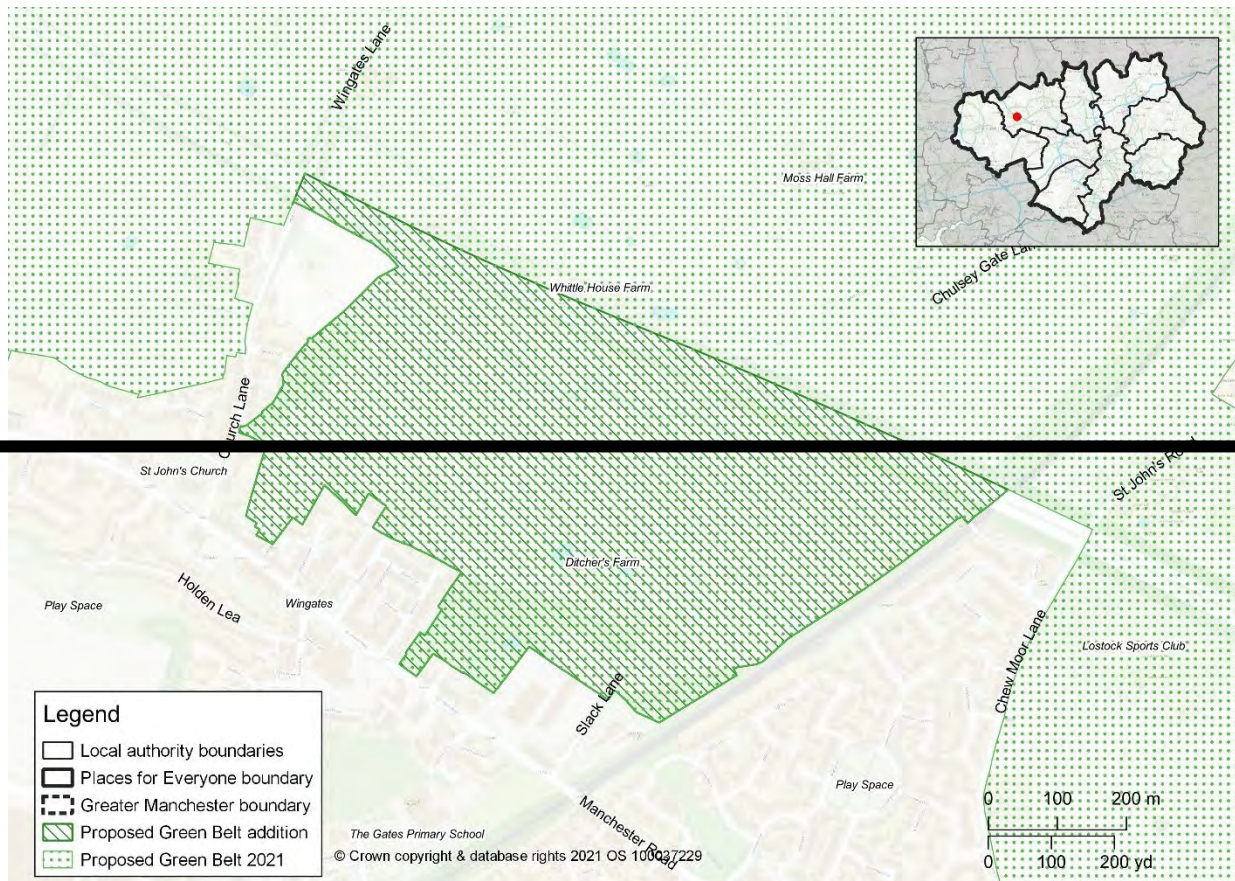 Wingates Lane
Moss Hall Farm
Whittle House Farm
Chulsey Gate Lan
Church Lane
St John's Church
St John's Ro
Ditcher's Farm
Holden Lea
Play Space
Wingates
Chew Moor Lane
Lostock Sports Club
Slack Lane
Play Space
Manchester Road
The Gates Primary School
Legend
Local authority boundaries
Places for Everyone boundary
Greater Manchester boundary
Proposed Green Belt addition
Proposed Green Belt 2021
© Crown copyright & database rights 2021 OS 100037229
0 100 200 m
0 100 200 yd